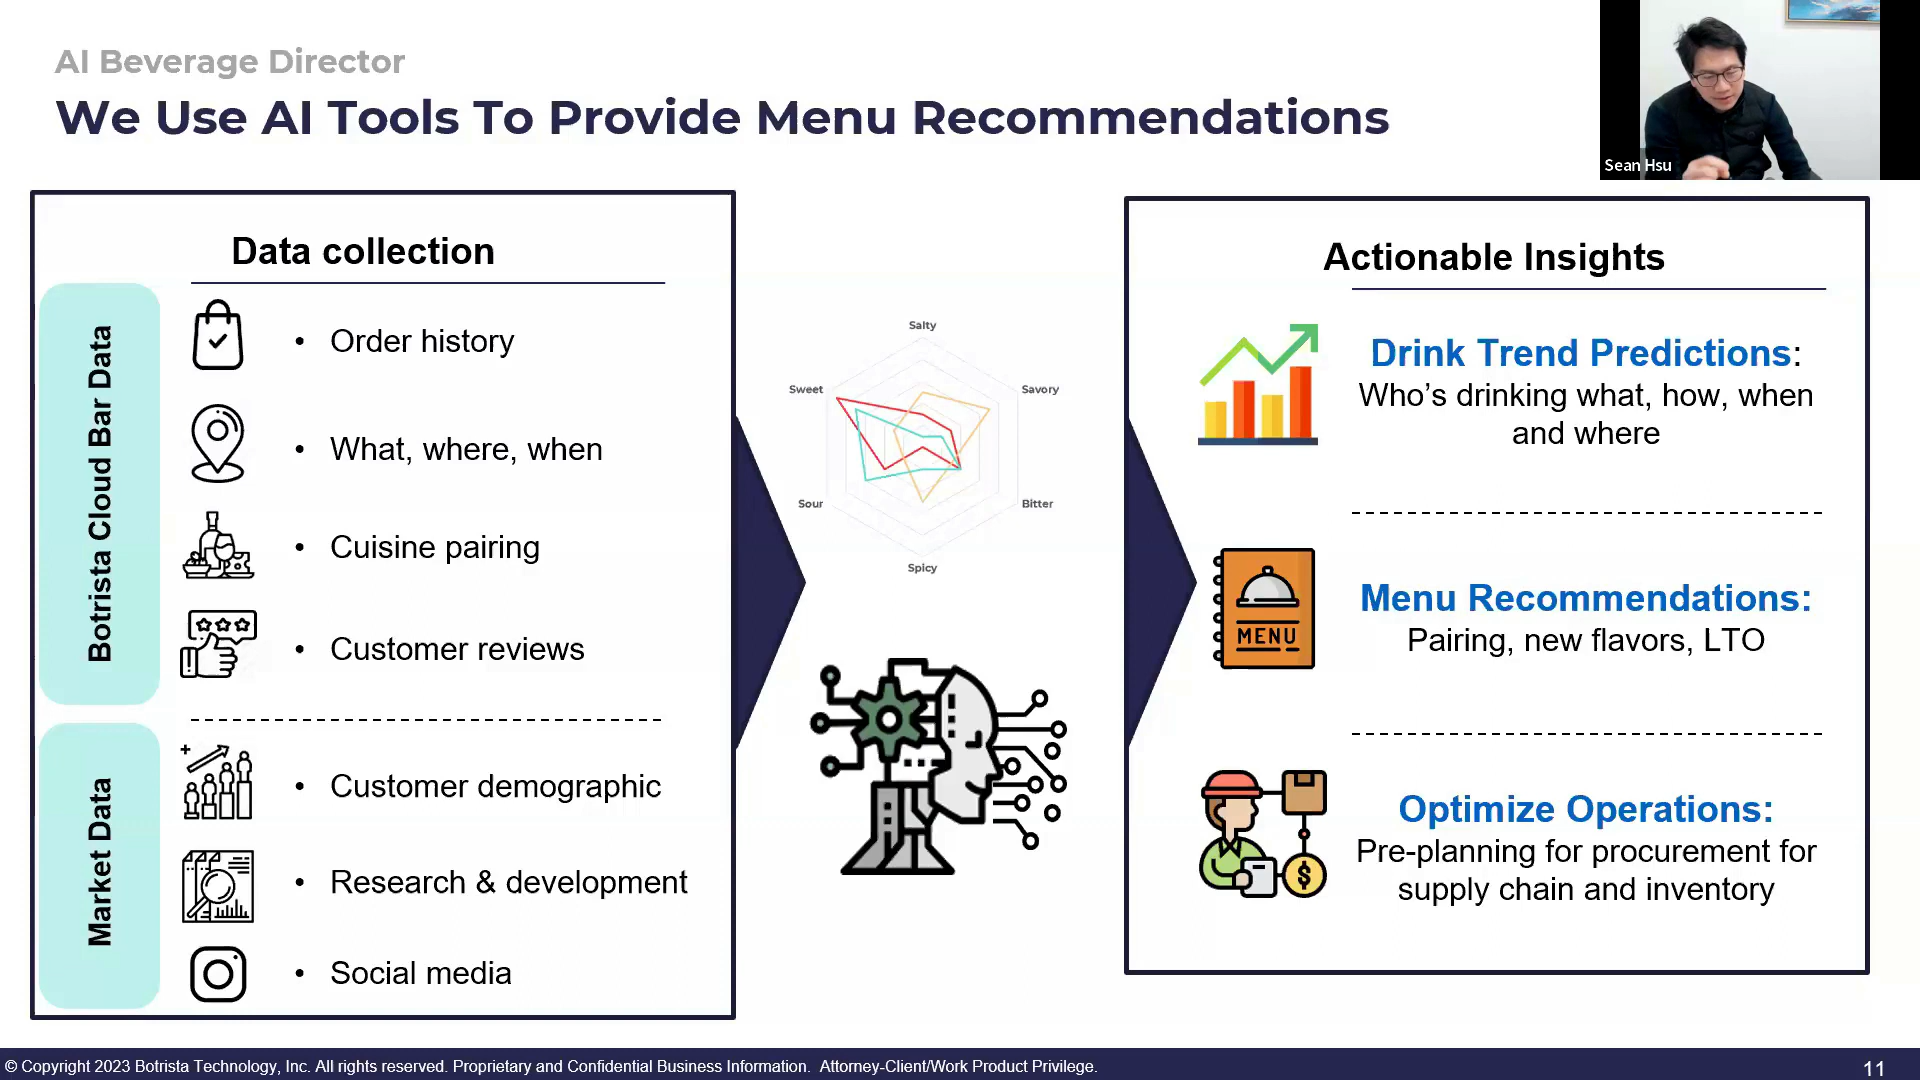 AI Beverage Director
We Use AI Tools To Provide Menu Recommendations
Sean Hsu
Data collection
Botrista Cloud Bar Data
• Order history
• What, where, when
• Cuisine pairing
• Customer reviews
Market Data
• Customer demographic
• Research & development
• Social media
Salty
Sweet
Savory
Sour
Bitter
Spicy
Actionable Insights
Drink Trend Predictions:
Who's drinking what, how, when
and where
MENU
Menu Recommendations:
Pairing, new flavors, LTO
Optimize Operations:
Pre-planning for procurement for
supply chain and inventory
$
© Copyright 2023 Botrista Technology, Inc. All rights reserved. Proprietary and Confidential Business Information. Attorney-Client/Work Product Privilege.
11